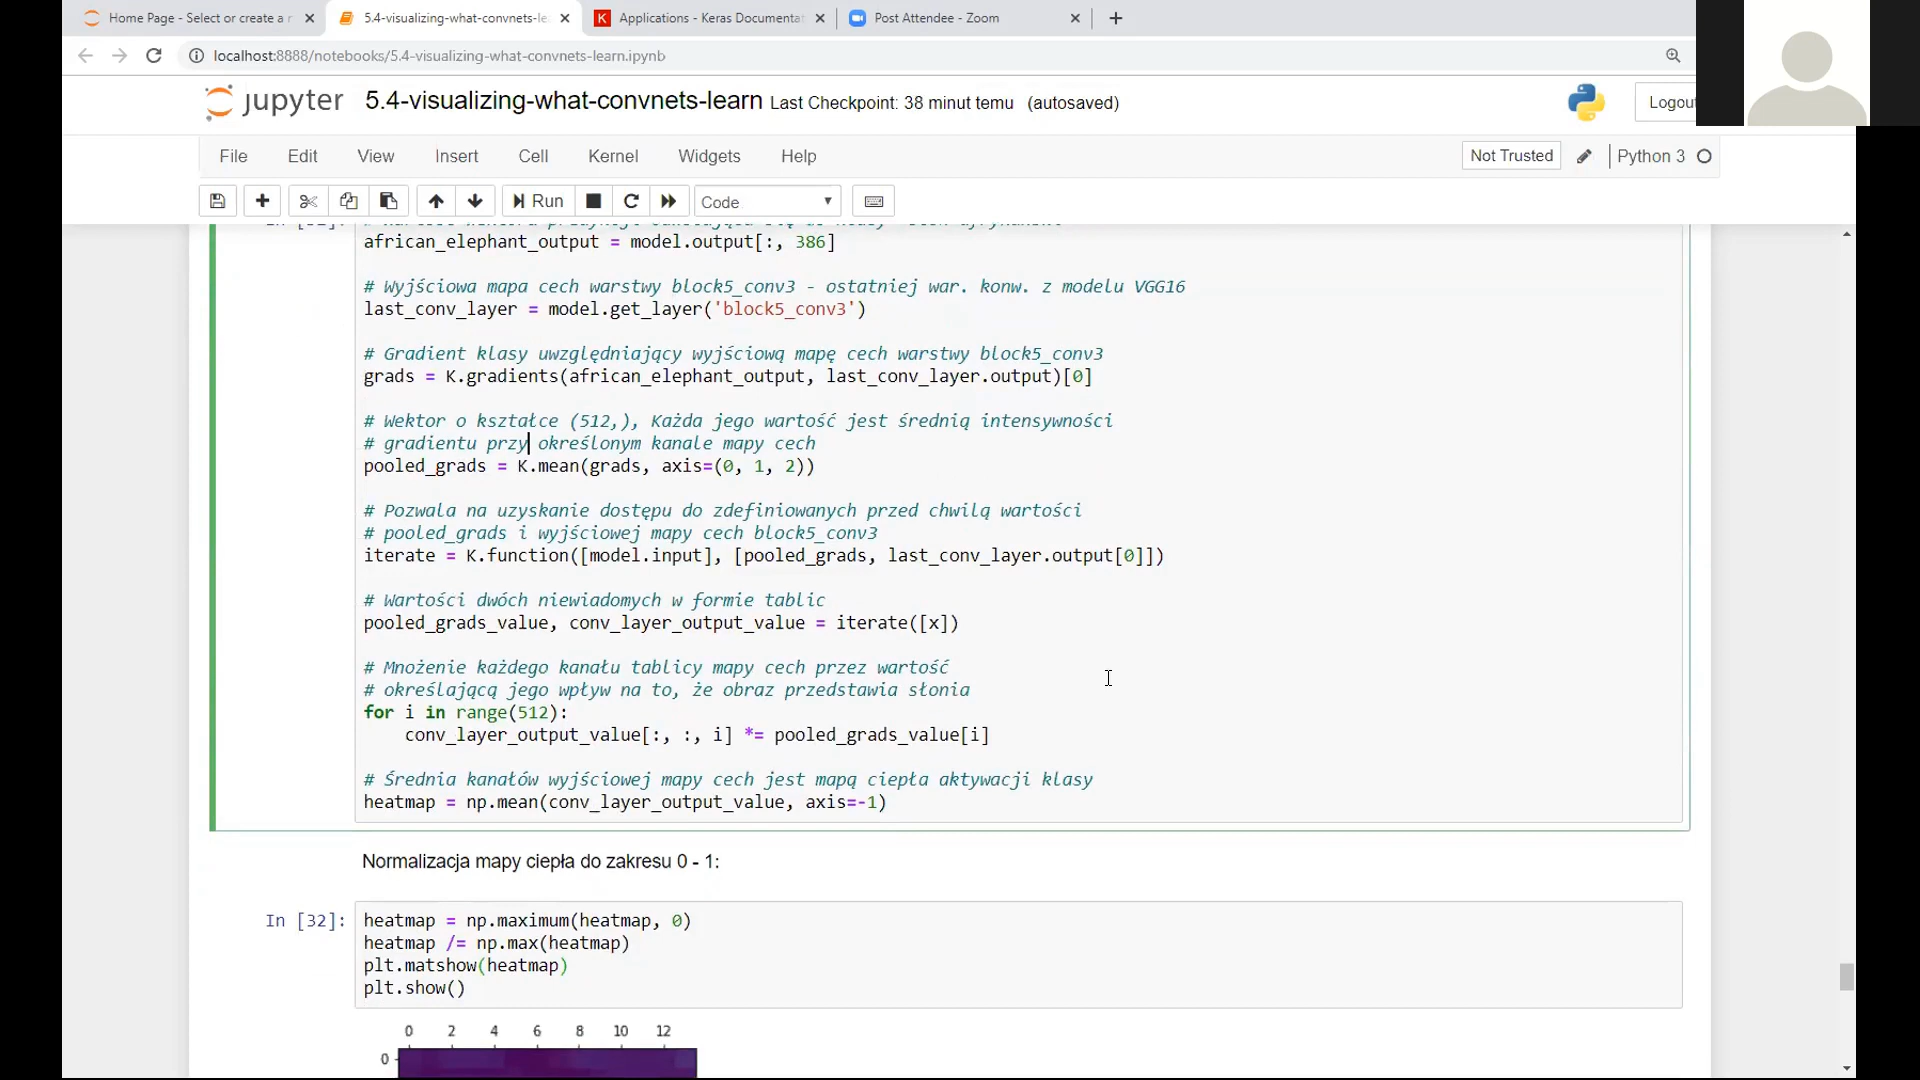 Home Page - Select or create a n
5.4-visualizing-what-convnets-le
Applications - Keras Documentat
Post Attendee - Zoom
localhost:8888/notebooks/5.4-visualizing-what-convnets-learn.ipynb
jupyter 5.4-visualizing-what-convnets-learn Last Checkpoint: 38 minut temu (autosaved)
Logout
File Edit View Insert Cell Kernel Widgets Help
Not Trusted Python 3
Run Code
african_elephant_output = model.output[:, 386]
# Wyjściowa mapa cech warstwy block5_conv3 - ostatniej war. konw. z modelu VGG16
last_conv_layer = model.get_layer('block5_conv3')
# Gradient klasy uwzględniający wyjściową mapę cech warstwy block5_conv3
grads = K.gradients(african_elephant_output, last_conv_layer.output)[0]
# Wektor o kształce (512,), Każda jego wartość jest średnią intensywności
# gradientu przy określonym kanale mapy cech
pooled_grads = K.mean(grads, axis=(0, 1, 2))
# Pozwala na uzyskanie dostępu do zdefiniowanych przed chwilą wartości
# pooled_grads i wyjściowej mapy cech block5_conv3
iterate = K.function([model.input], [pooled_grads, last_conv_layer.output[0]])
# Wartości dwóch niewiadomych w formie tablic
pooled_grads_value, conv_layer_output_value = iterate([x])
# Mnożenie każdego kanału tablicy mapy cech przez wartość
# określającą jego wpływ na to, że obraz przedstawia słonia
for i in range(512):
conv_layer_output_value[:, :, i] *= pooled_grads_value[i]
# Średnia kanałów wyjściowej mapy cech jest mapą ciepła aktywacji klasy
heatmap = np.mean(conv_layer_output_value, axis=-1)
Normalizacja mapy ciepła do zakresu 0 - 1:
In [32]:
heatmap = np.maximum(heatmap, 0)
heatmap /= np.max(heatmap)
plt.matshow(heatmap)
plt.show()
0 2 4 6 8 10 12
0